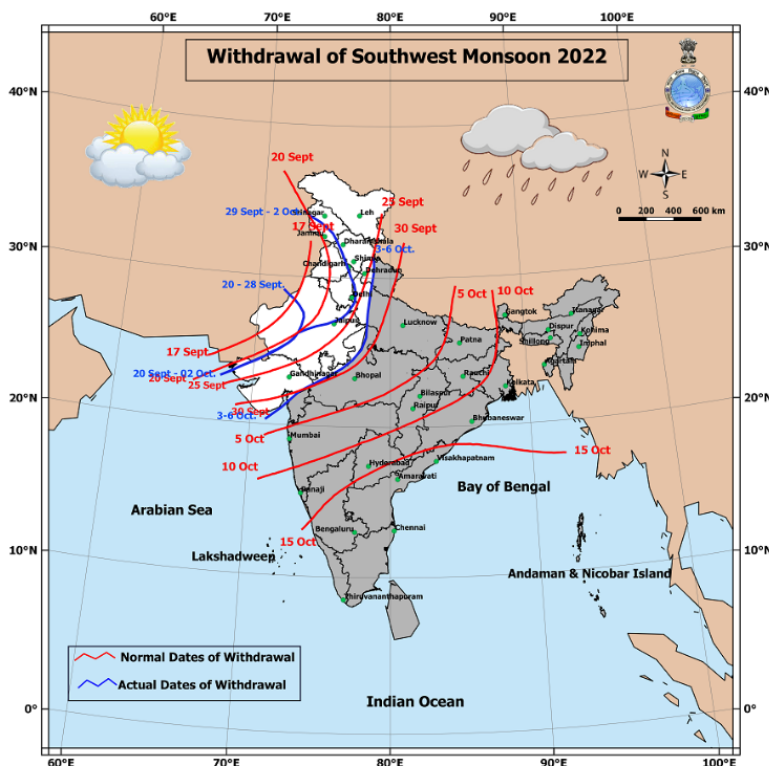 60°E 70°E 80°E 90°E 100°E
Withdrawal of Southwest Monsoon 2022
40°N 40°N
N
W E
S
0 200 400 600 km
20 Sept
25 Sept
29 Sept - 2 Oct.
Srinagar
Leh
30 Sept
17 Sept
Jammu
Dharamshala
30°N 30°N
3-6 Oct.
Chandigarh
Shimla
Dehradun
20 - 28 Sept.
Delhi
5 Oct
10 Oct
Gangtok
Itanagar
Jaipur
Lucknow
Dispur
Kohima
Patna
Shillong
Imphal
17 Sept
Agartala
20 Sept - 02 Oct.
20 Sept
25 Sept
Gandhinagar
Bhopal
Ranchi
Kolkata
Bilaspur
20°N 20°N
30 Sept
3-6 Oct.
Raipur
Bhubaneswar
5 Oct
Mumbai
15 Oct
10 Oct
Hyderabad
Visakhapatnam
Amaravati
Panaji
Bay of Bengal
Arabian Sea
15 Oct
Bengaluru
Chennai
10°N 10°N
Lakshadweep
Andaman & Nicobar Island
Thiruvananthapuram
Normal Dates of Withdrawal
Actual Dates of Withdrawal
Indian Ocean
0° 0°
60°E 70°E 80°E 90°E 100°E